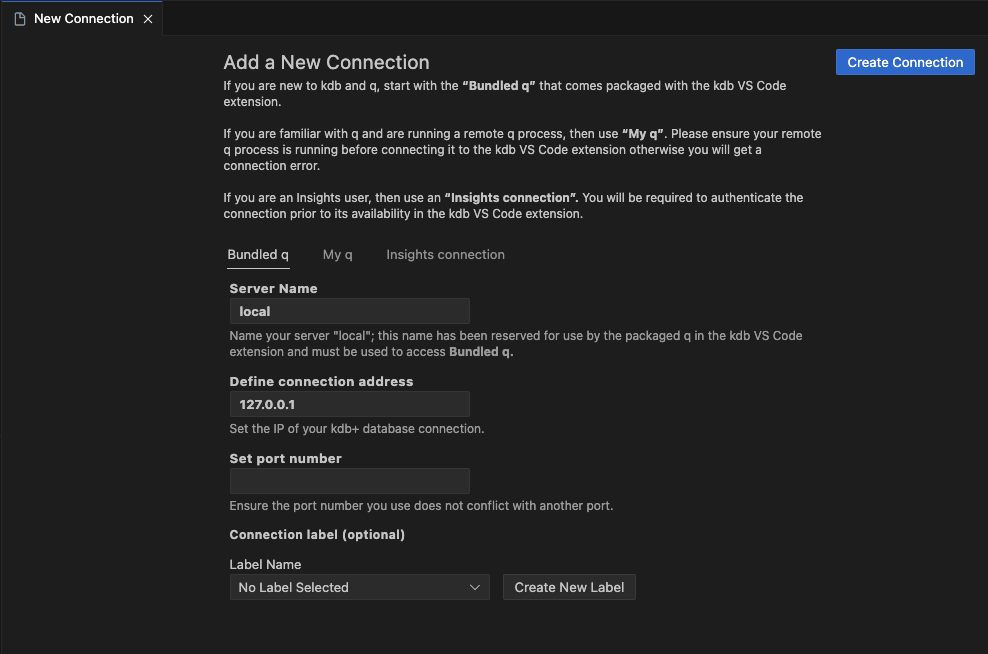 New Connection
Add a New Connection
Create Connection
If you are new to kdb and q, start with the “Bundled q” that comes packaged with the kdb VS Code
extension.
If you are familiar with q and are running a remote q process, then use “My q”. Please ensure your remote
q process is running before connecting it to the kdb VS Code extension otherwise you will get a
connection error.
If you are an Insights user, then use an “Insights connection”. You will be required to authenticate the
connection prior to its availability in the kdb VS Code extension.
Bundled q My q Insights connection
Server Name
local
Name your server "local"; this name has been reserved for use by the packaged q in the kdb VS Code
extension and must be used to access Bundled q.
Define connection address
127.0.0.1
Set the IP of your kdb+ database connection.
Set port number
Ensure the port number you use does not conflict with another port.
Connection label (optional)
Label Name
No Label Selected Create New Label